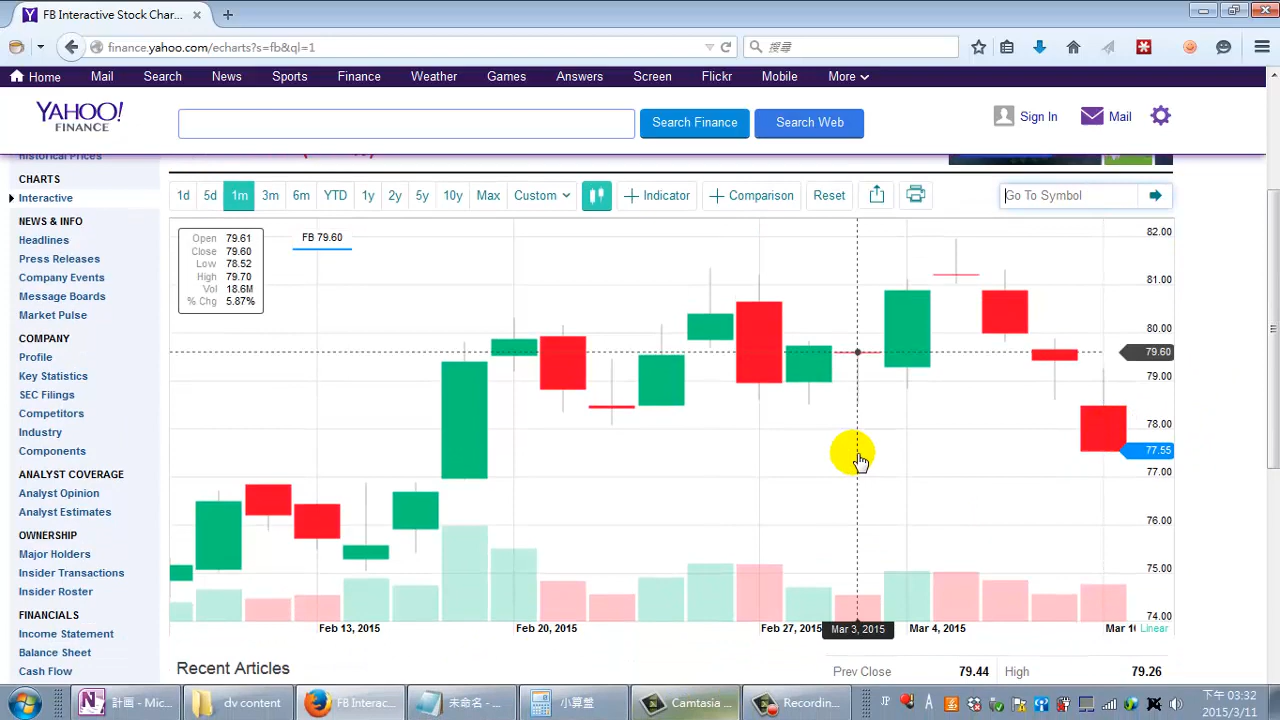 FB Interactive Stock Char...
finance.yahoo.com/echarts?s=fb&ql=1
搜尋
Home Mail Search News Sports Finance Weather Games Answers Screen Flickr Mobile More
YAHOO!
FINANCE
Search Finance
Search Web
Sign In
Mail
Historical Prices
CHARTS
Interactive
NEWS & INFO
Headlines
Press Releases
Company Events
Message Boards
Market Pulse
COMPANY
Profile
Key Statistics
SEC Filings
Competitors
Industry
Components
ANALYST COVERAGE
Analyst Opinion
Analyst Estimates
OWNERSHIP
Major Holders
Insider Transactions
Insider Roster
FINANCIALS
Income Statement
Balance Sheet
Cash Flow
1d 5d 1m 3m 6m YTD 1y 2y 5y 10y Max Custom Indicator Comparison Reset
Go To Symbol
Open 79.61
Close 79.60
Low 78.52
High 79.70
Vol 18.6M
% Chg 5.87%
FB 79.60
82.00
81.00
80.00
79.60
79.00
78.00
77.55
77.00
76.00
75.00
74.00
Feb 13, 2015 Feb 20, 2015 Feb 27, 2015 Mar 3, 2015 Mar 4, 2015 Mar 1
Linear
Recent Articles
Prev Close 79.44 High 79.26
計画 - Mic...
dv content
FB Interac...
未命名 - ...
小算盤
Camtasia ...
Recordin...
JP
A
下午 03:32
2015/3/11